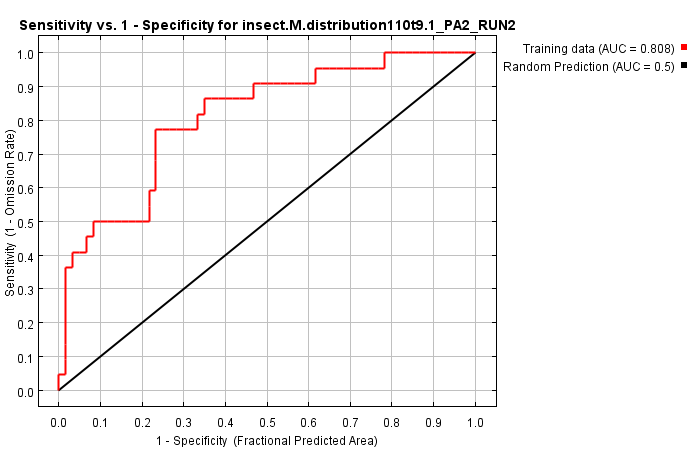 Sensitivity vs. 1 - Specificity for insect.M.distribution110t9.1_PA2_RUN2
Training data (AUC = 0.808)
Random Prediction (AUC = 0.5)
Sensitivity (1 - Omission Rate)
1.0
0.9
0.8
0.7
0.6
0.5
0.4
0.3
0.2
0.1
0.0
0.0 0.1 0.2 0.3 0.4 0.5 0.6 0.7 0.8 0.9 1.0
1 - Specificity (Fractional Predicted Area)